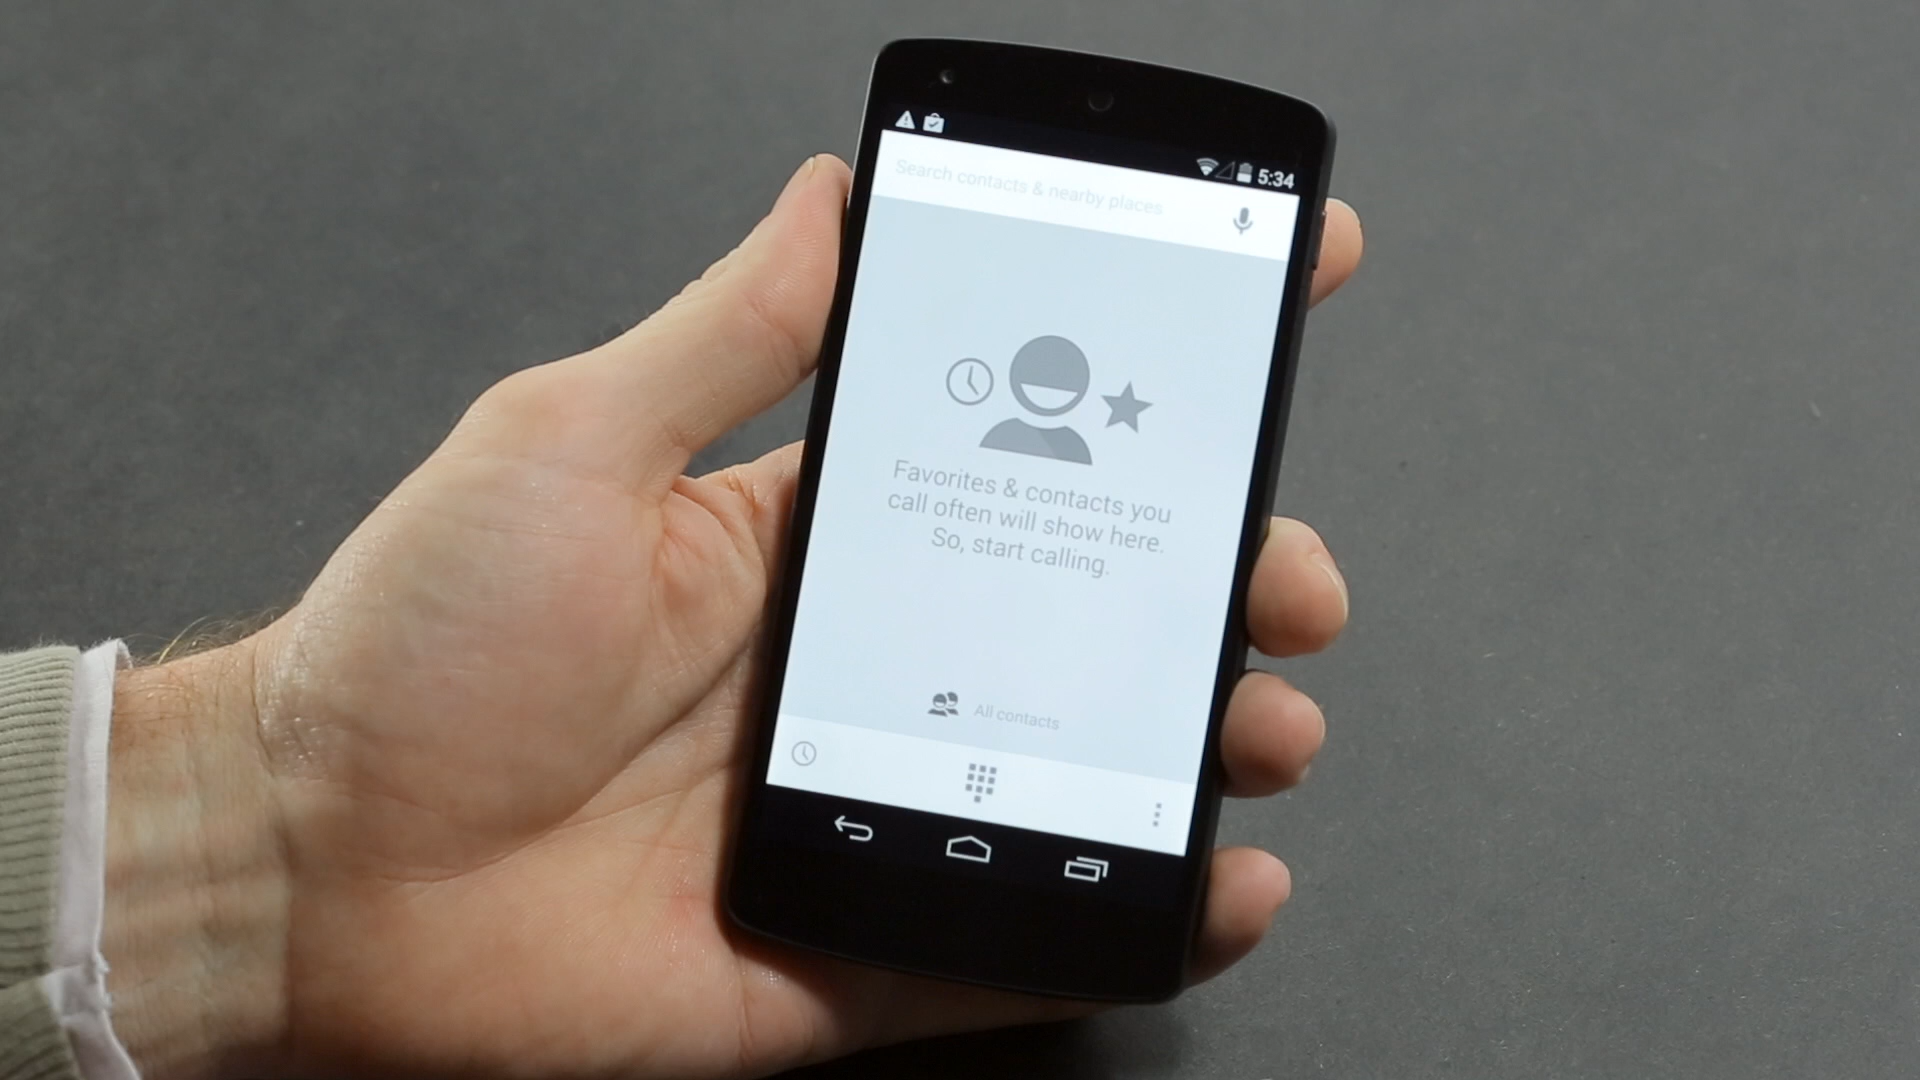 5:34
Search contacts & nearby places
Favorites & contacts you
call often will show here.
So, start calling.
All contacts